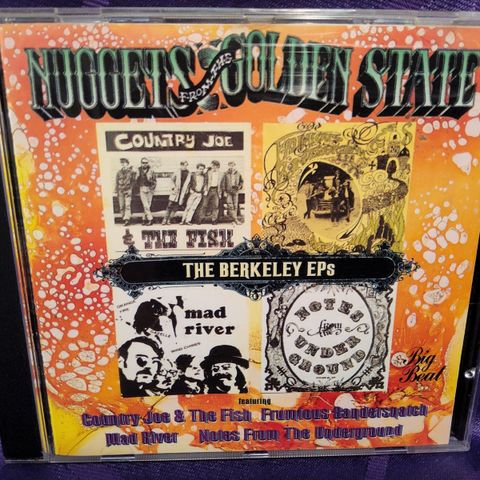 NUGGETS FROM THE GOLDEN STATE
COUNTRY JOE
& THE FISH
THE BERKELEY EPs
mad
river
NOTES
from the
UNDER
GROUND
Big
Beat
featuring
Country Joe & The Fish Frumious Bandersnatch
Mad River Notes From The Underground